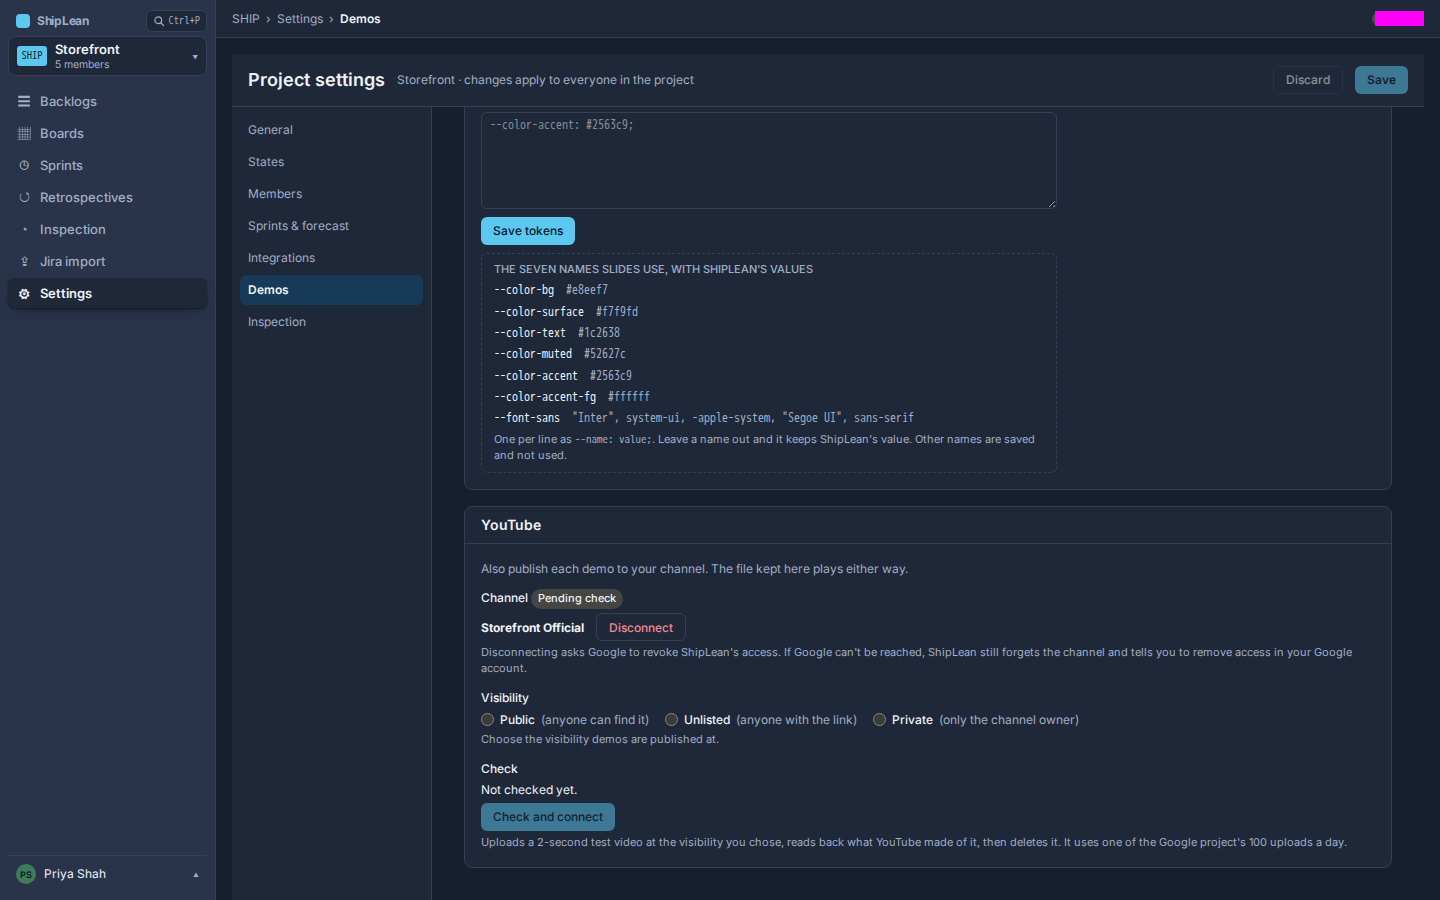 ShipLean
Ctrl+P
SHIP
Storefront
5 members
Backlogs
Boards
Sprints
Retrospectives
Inspection
Jira import
Settings
PS
Priya Shah
SHIP › Settings › Demos
Project settings
Storefront · changes apply to everyone in the project
Discard
Save
General
States
Members
Sprints & forecast
Integrations
Demos
Inspection
--color-accent: #2563c9;
Save tokens
THE SEVEN NAMES SLIDES USE, WITH SHIPLEAN'S VALUES
--color-bg #e8eef7
--color-surface #f7f9fd
--color-text #1c2638
--color-muted #52627c
--color-accent #2563c9
--color-accent-fg #ffffff
--font-sans "Inter", system-ui, -apple-system, "Segoe UI", sans-serif
One per line as --name: value;. Leave a name out and it keeps ShipLean's value. Other names are saved
and not used.
YouTube
Also publish each demo to your channel. The file kept here plays either way.
Channel Pending check
Storefront Official Disconnect
Disconnecting asks Google to revoke ShipLean's access. If Google can't be reached, ShipLean still forgets the channel and tells you to remove access in your Google
account.
Visibility
Public (anyone can find it) Unlisted (anyone with the link) Private (only the channel owner)
Choose the visibility demos are published at.
Check
Not checked yet.
Check and connect
Uploads a 2-second test video at the visibility you chose, reads back what YouTube made of it, then deletes it. It uses one of the Google project's 100 uploads a day.